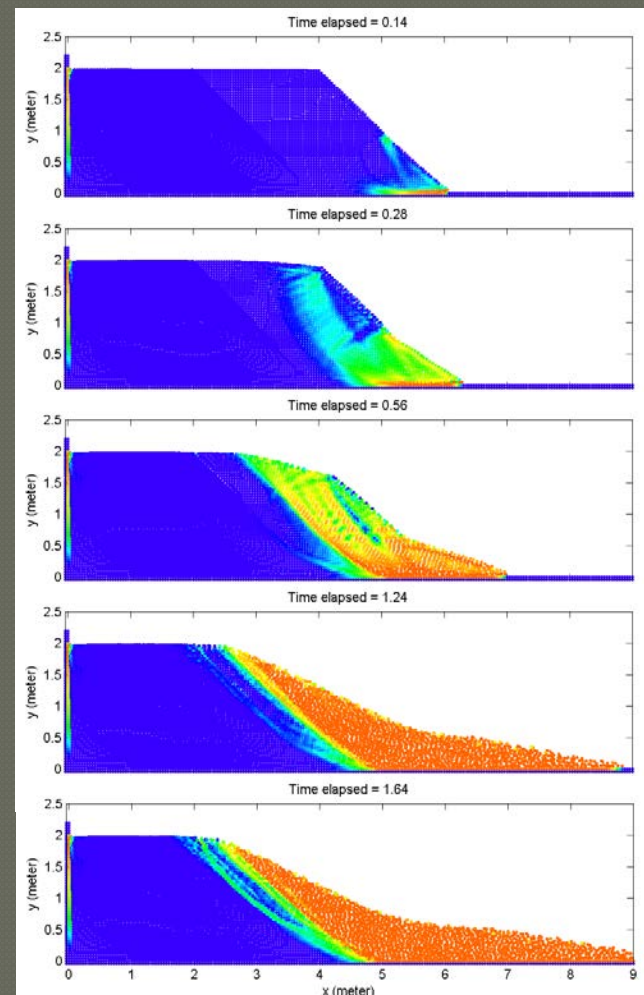 Time elapsed = 0.14
2.5
2
1.5
1
0.5
0
y (meter)
Time elapsed = 0.28
2.5
2
1.5
1
0.5
0
y (meter)
Time elapsed = 0.56
2.5
2
1.5
1
0.5
0
y (meter)
Time elapsed = 1.24
2.5
2
1.5
1
0.5
0
y (meter)
Time elapsed = 1.64
2.5
2
1.5
1
0.5
0
y (meter)
0 1 2 3 4 5 6 7 8 9
x (meter)